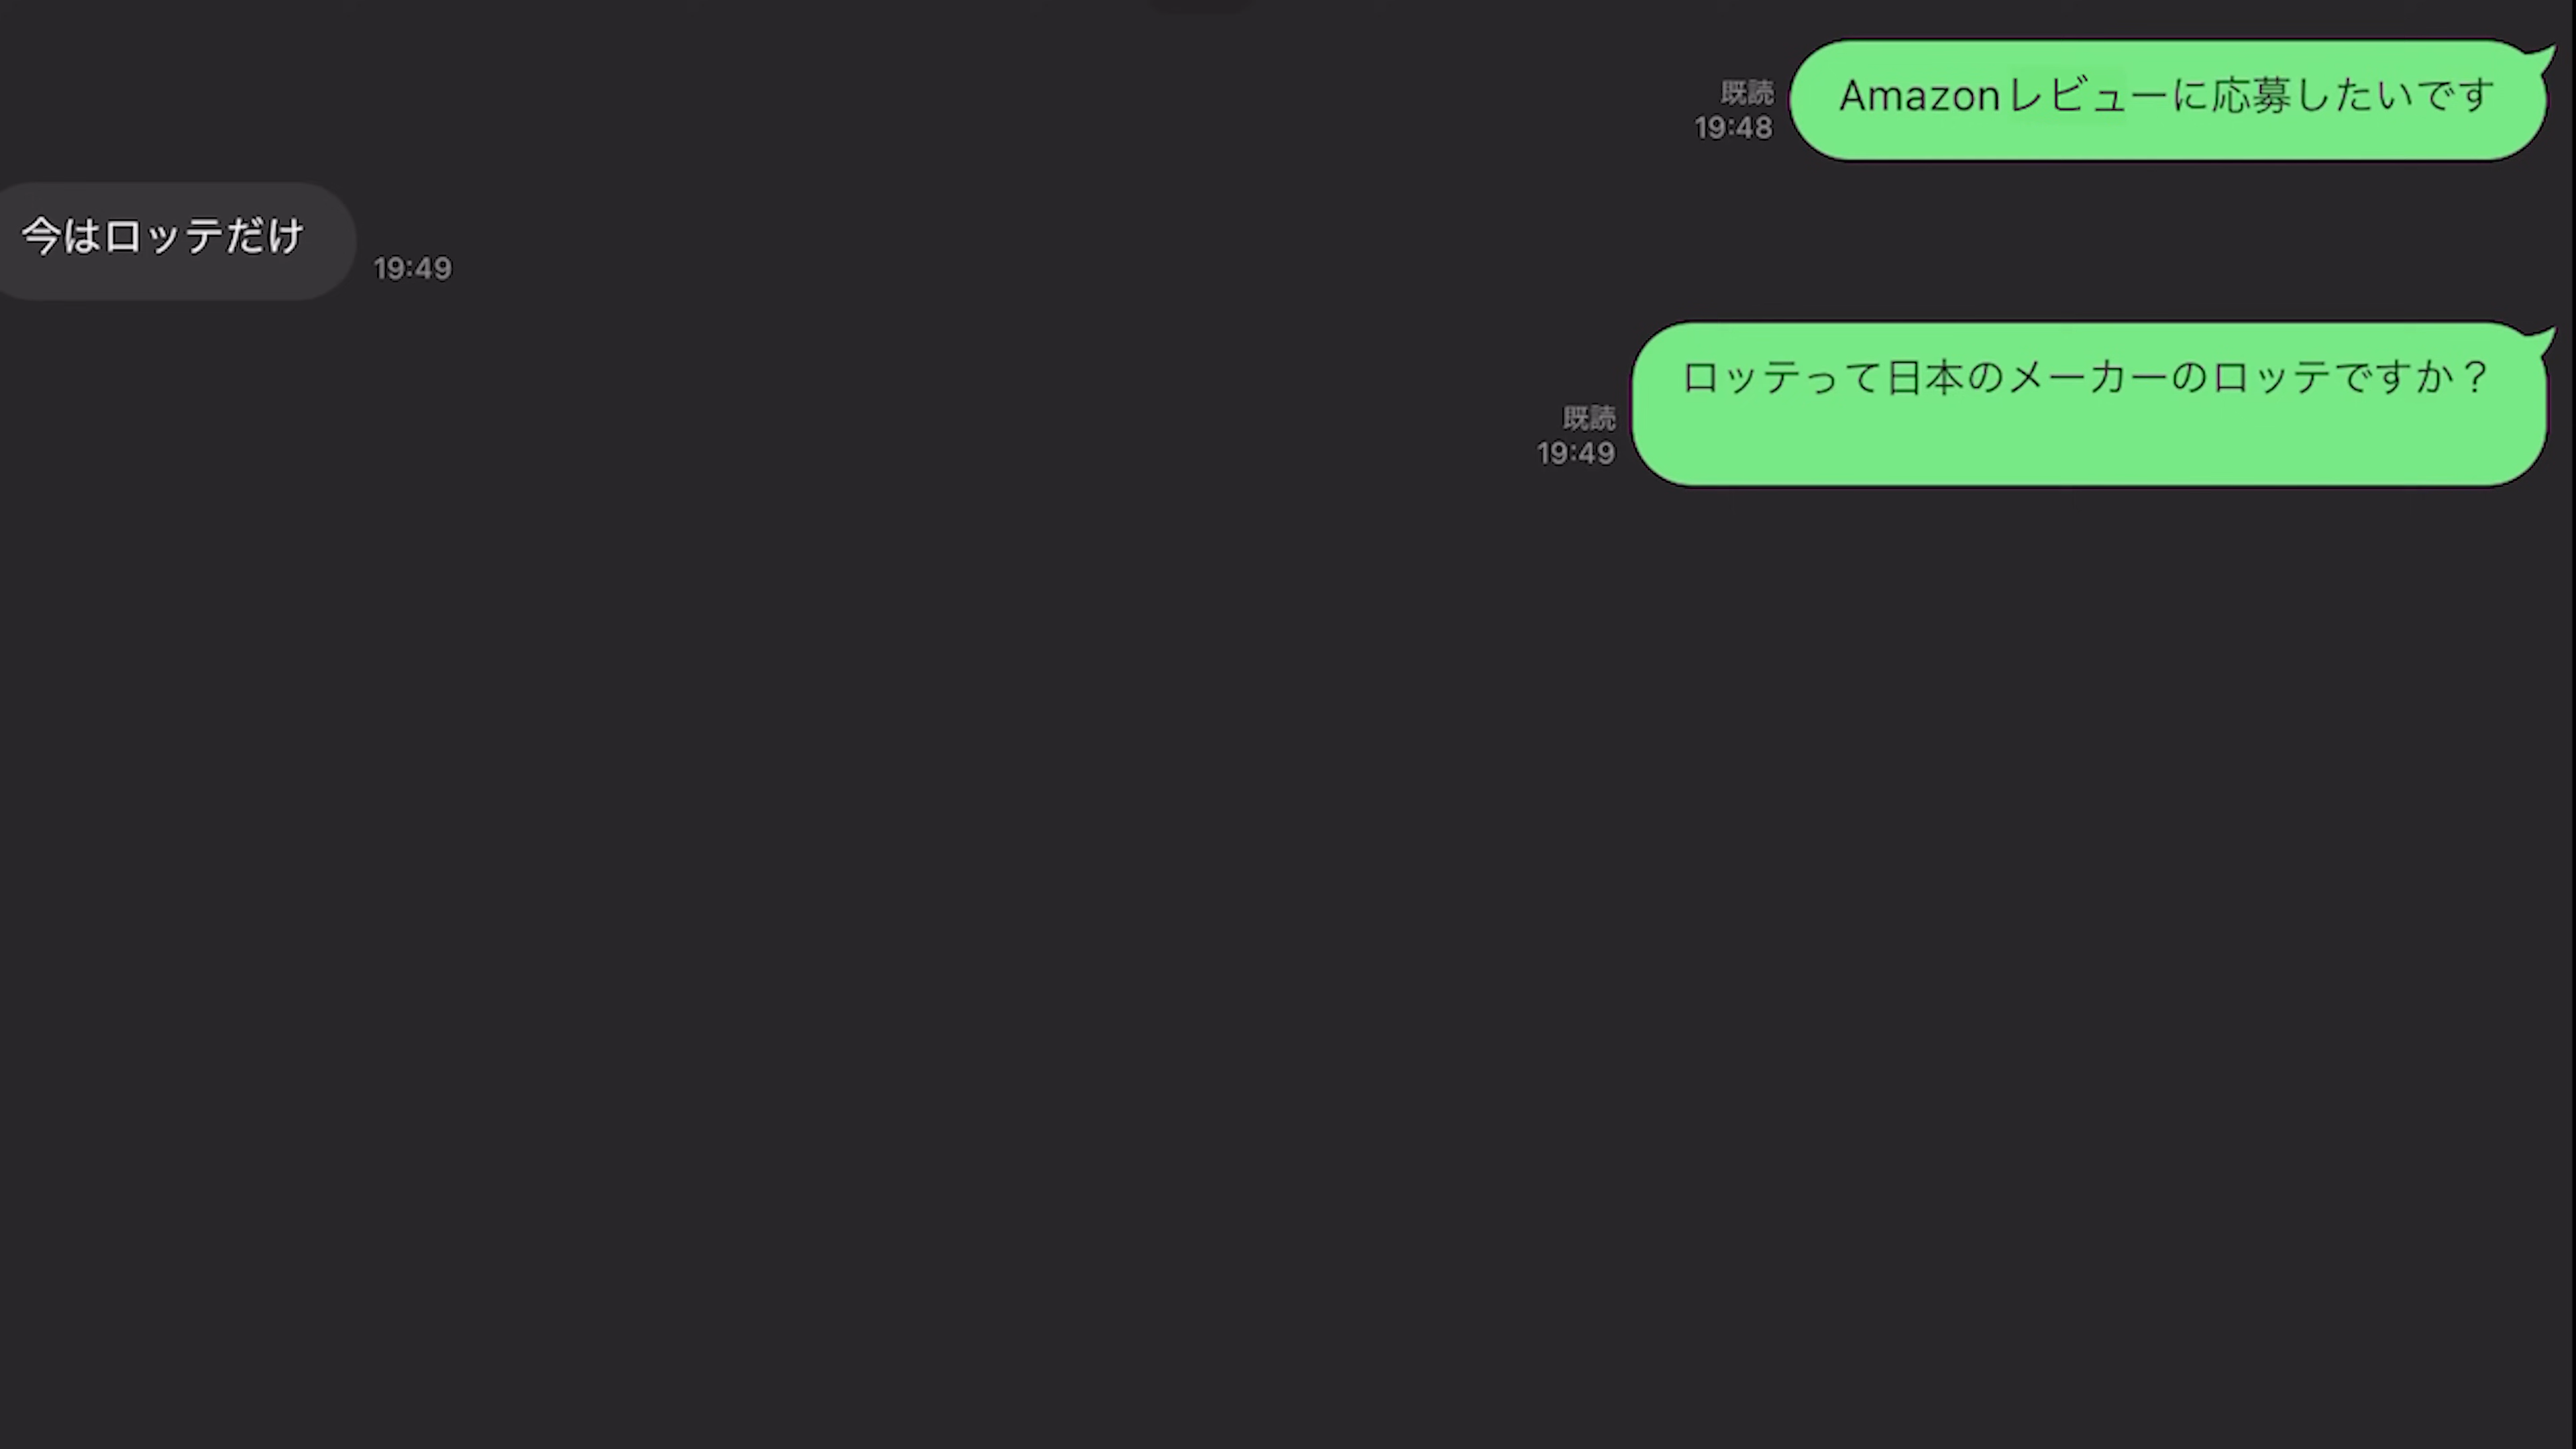 Amazonレビューに応募したいです
既読
19:48
今はロッテだけ
19:49
ロッテって日本のメーカーのロッテですか？
既読
19:49